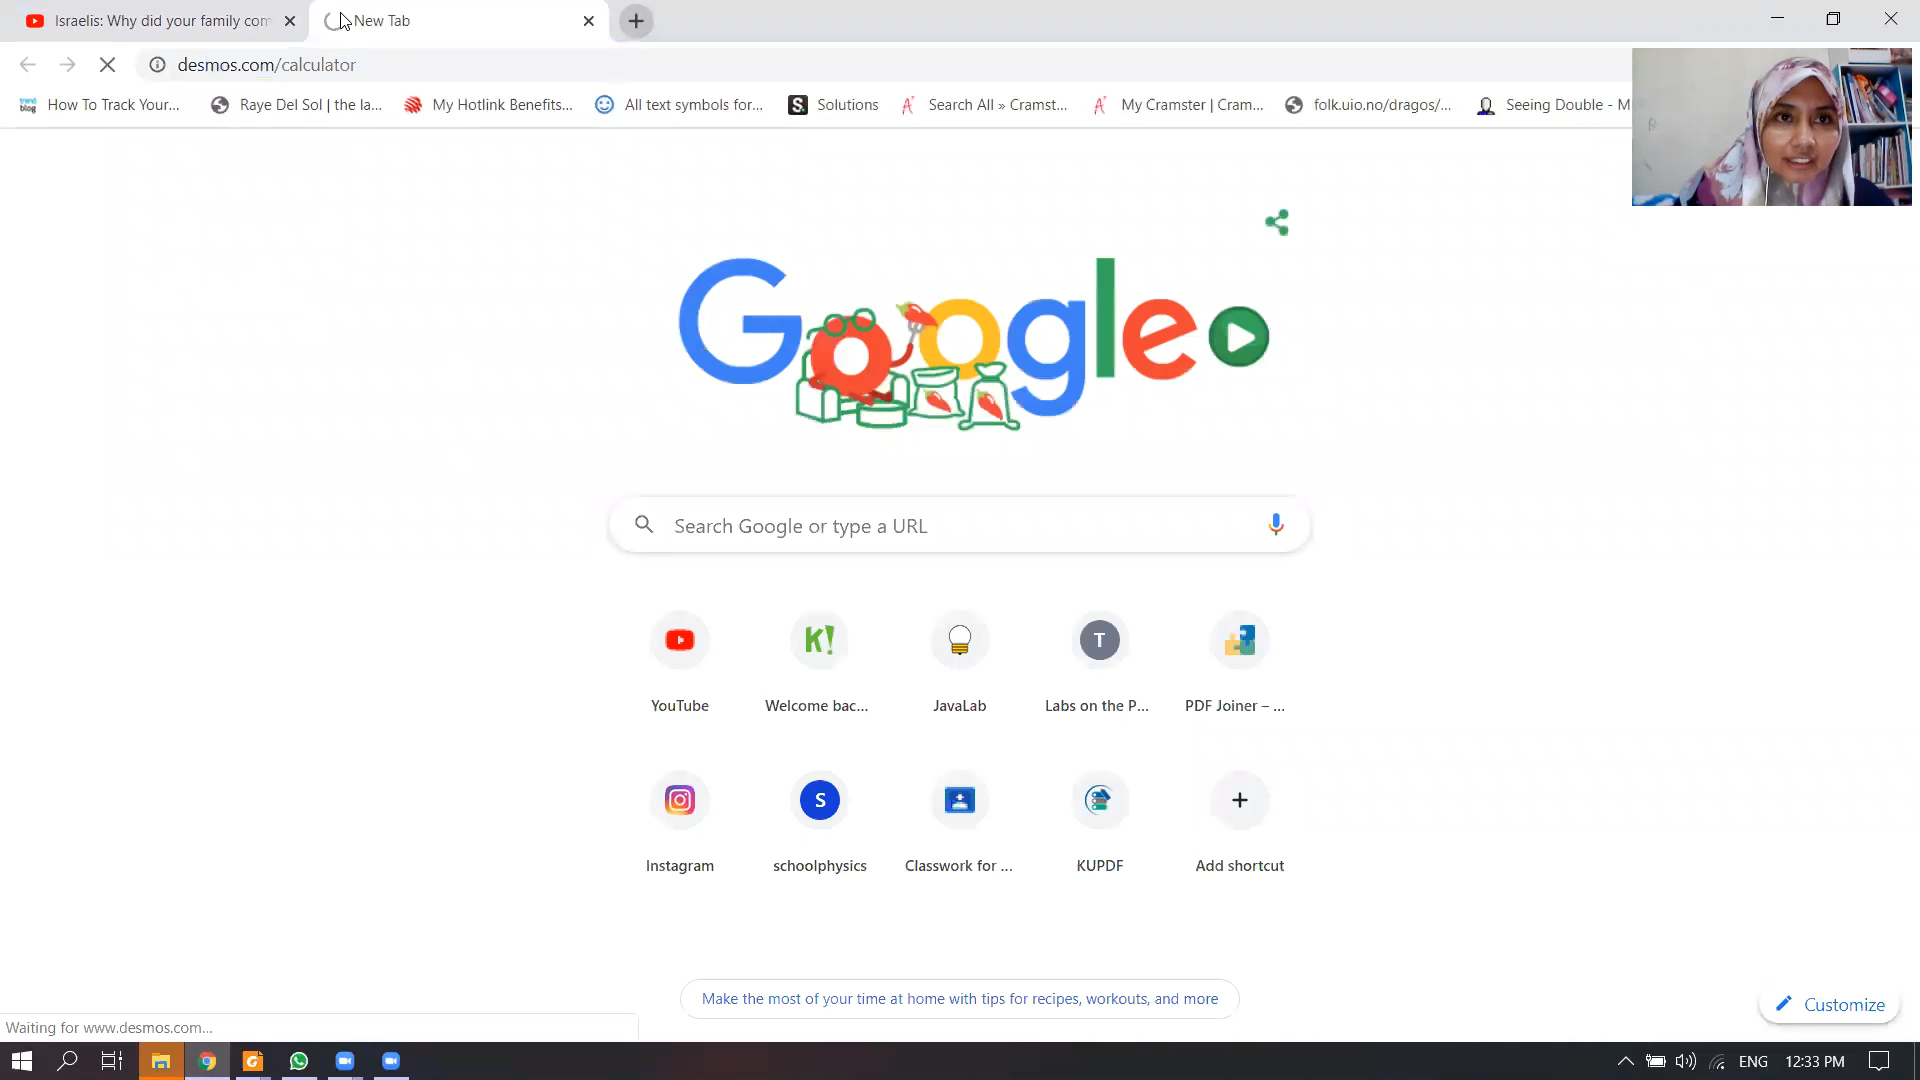 Israelis: Why did your family com
New Tab
desmos.com/calculator
How To Track Your...
Raye Del Sol | the la...
My Hotlink Benefits...
All text symbols for...
Solutions
Search All » Cramst...
My Cramster | Cram...
folk.uio.no/dragos/...
Seeing Double - M
Google
Search Google or type a URL
YouTube
Welcome bac...
JavaLab
Labs on the P...
PDF Joiner – ...
Instagram
schoolphysics
Classwork for ...
KUPDF
Add shortcut
Make the most of your time at home with tips for recipes, workouts, and more
Customize
Waiting for www.desmos.com...
ENG
12:33 PM